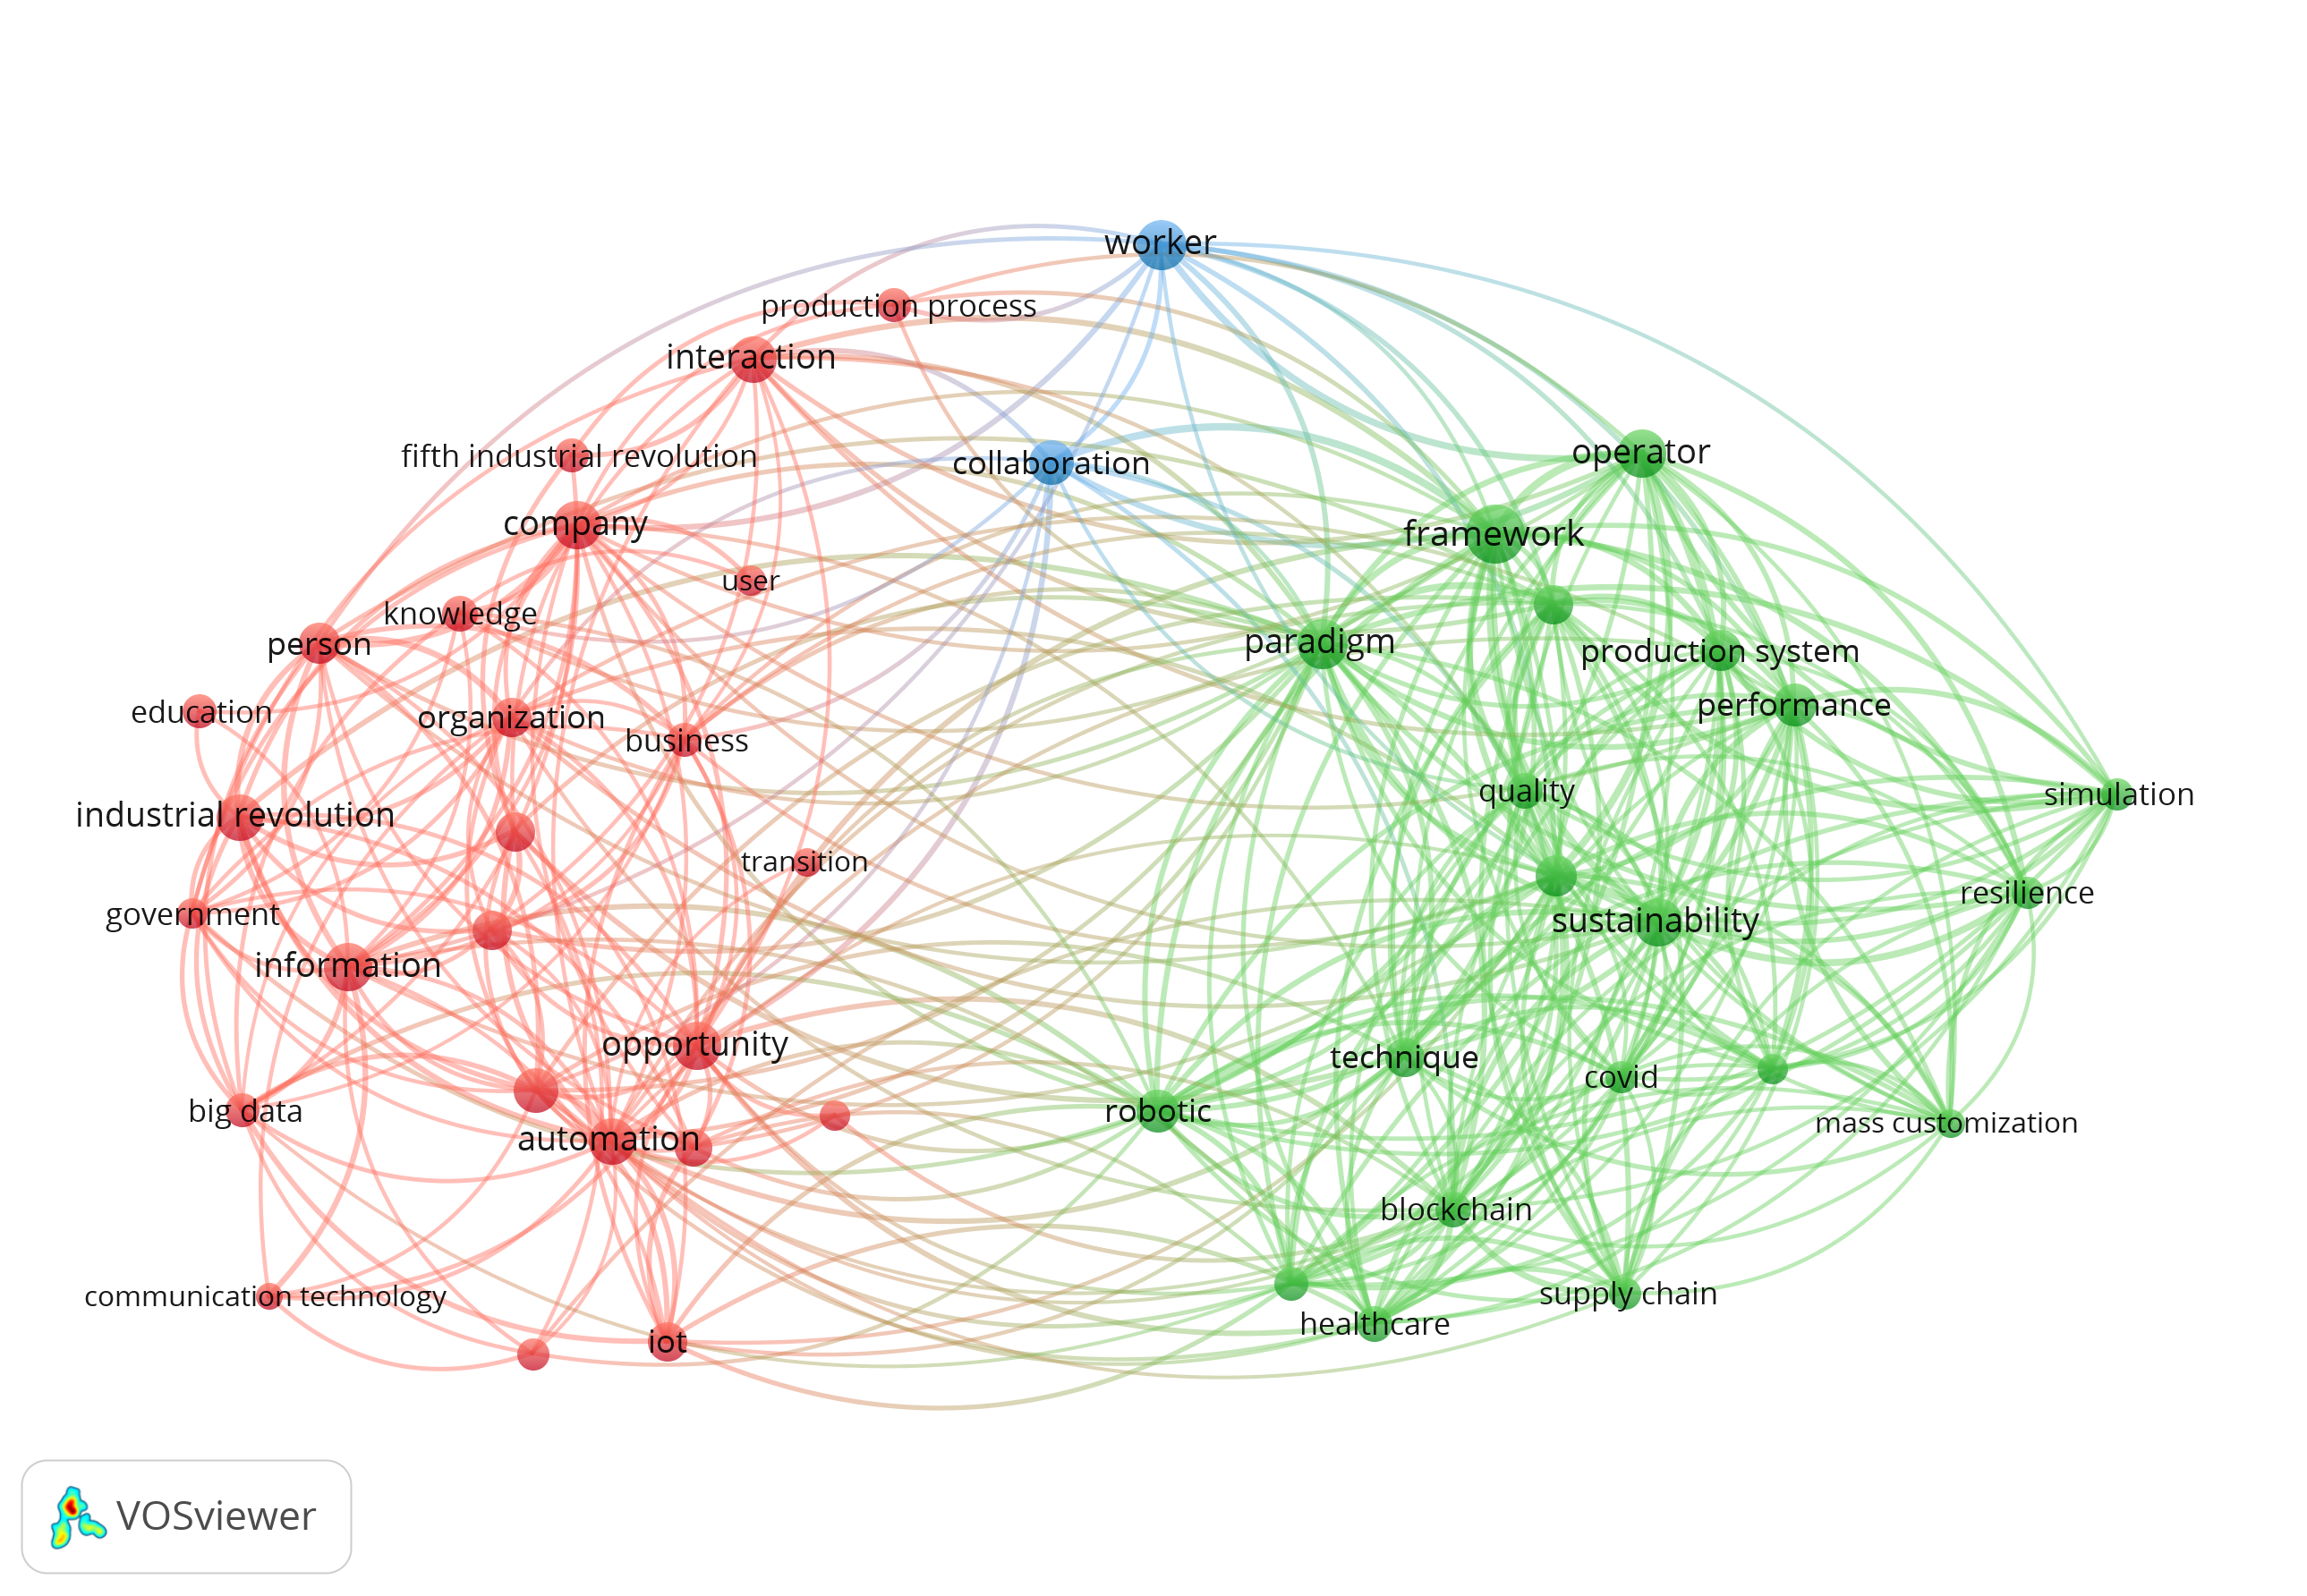 worker
production process
interaction
fifth industrial revolution
collaboration
operator
company
framework
user
knowledge
person
paradigm
production system
education
organization
business
performance
industrial revolution
quality
simulation
transition
government
resilience
information
sustainability
opportunity
technique
covid
big data
automation
robotic
mass customization
blockchain
communication technology
supply chain
iot
healthcare
VOSviewer